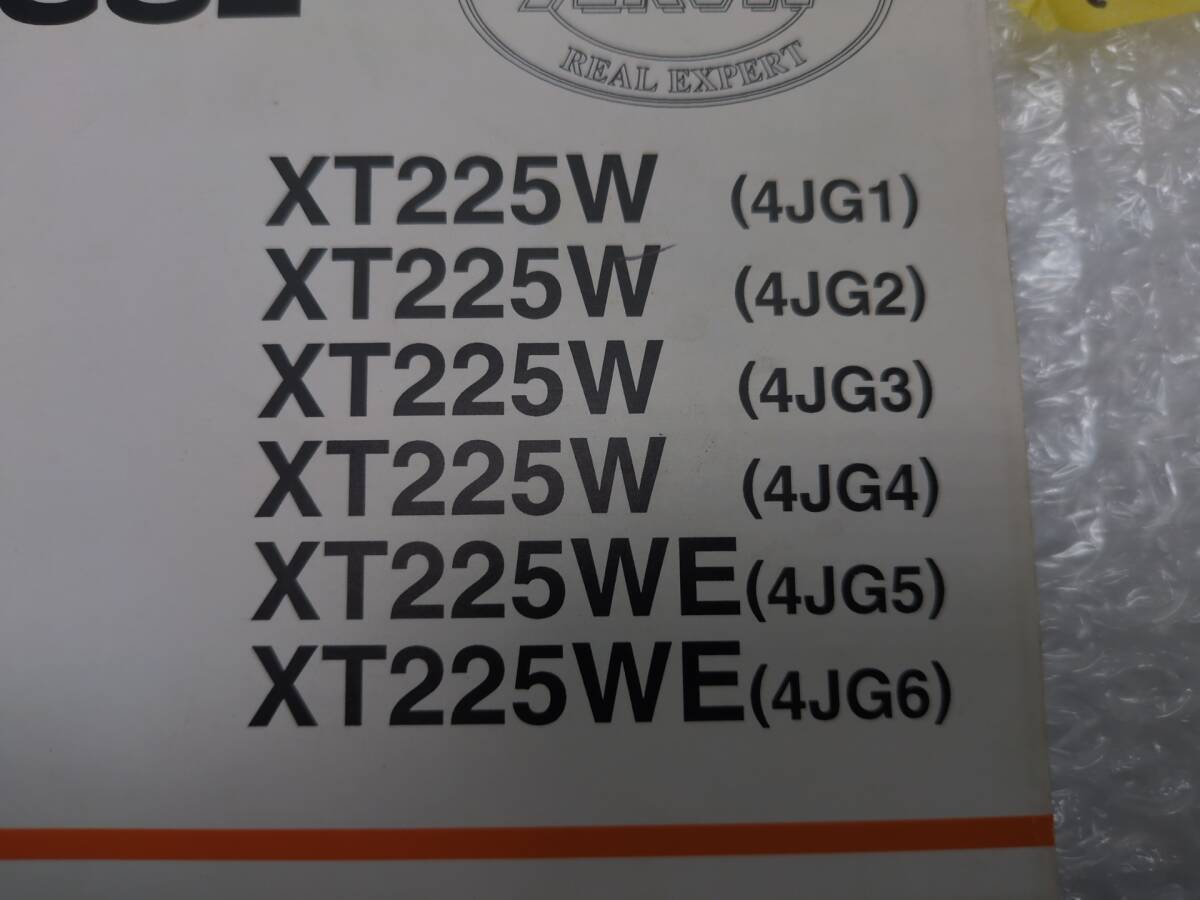 REAL EXPERT
XT225W (4JG1)
XT225W (4JG2)
XT225W (4JG3)
XT225W (4JG4)
XT225WE(4JG5)
XT225WE(4JG6)